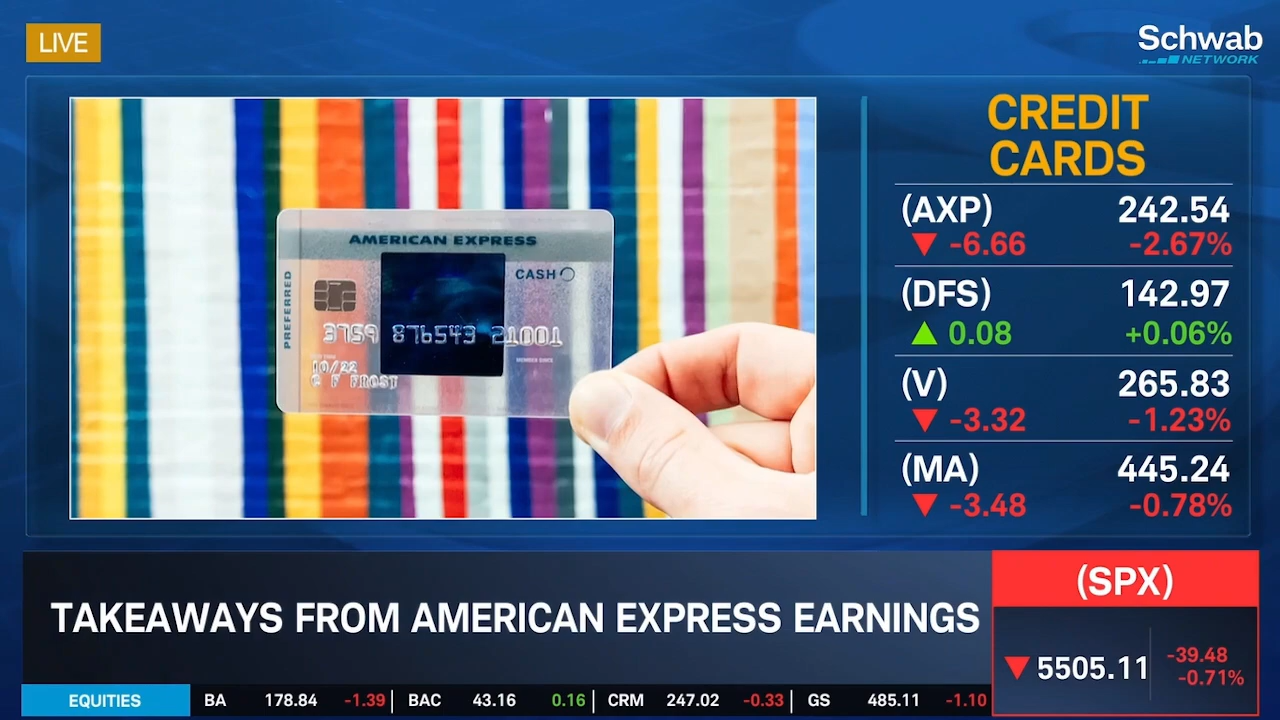 LIVE
Schwab
NETWORK
AMERICAN EXPRESS
CASH
PREFERRED
3759 876543 21001
10/22
C F FROST
CREDIT
CARDS
(AXP) 242.54
▼ -6.66 -2.67%
(DFS) 142.97
▲ 0.08 +0.06%
(V) 265.83
▼ -3.32 -1.23%
(MA) 445.24
▼ -3.48 -0.78%
TAKEAWAYS FROM AMERICAN EXPRESS EARNINGS
(SPX)
▼ 5505.11 -39.48
-0.71%
EQUITIES BA 178.84 -1.39 BAC 43.16 0.16 CRM 247.02 -0.33 GS 485.11 -1.10